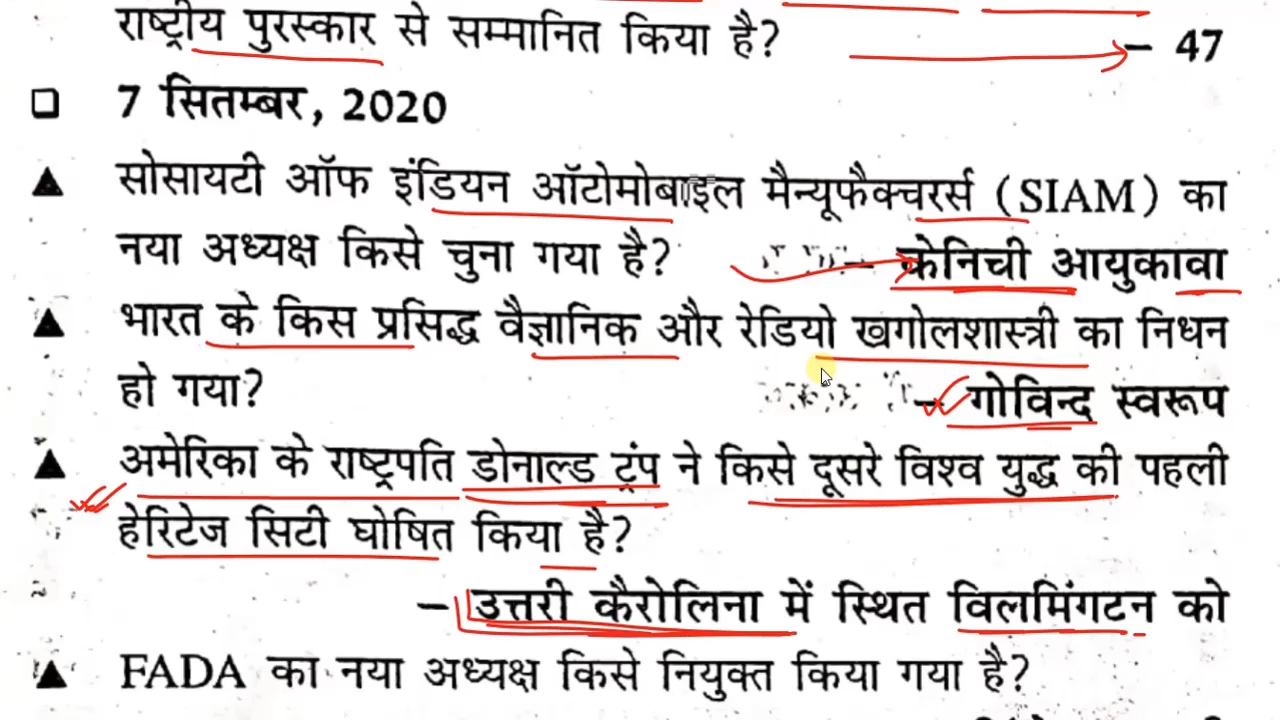 राष्ट्रीय पुरस्कार से सम्मानित किया है? – 47
❑ 7 सितम्बर, 2020
▲ सोसायटी ऑफ इंडियन ऑटोमोबाइल मैन्यूफैक्चरर्स (SIAM) का
नया अध्यक्ष किसे चुना गया है? – केनिची आयुकावा
▲ भारत के किस प्रसिद्ध वैज्ञानिक और रेडियो खगोलशास्त्री का निधन
हो गया? – गोविन्द स्वरूप
▲ अमेरिका के राष्ट्रपति डोनाल्ड ट्रंप ने किसे दूसरे विश्व युद्ध की पहली
हेरिटेज सिटी घोषित किया है?
– उत्तरी कैरोलिना में स्थित विलमिंगटन को
▲ FADA का नया अध्यक्ष किसे नियुक्त किया गया है?